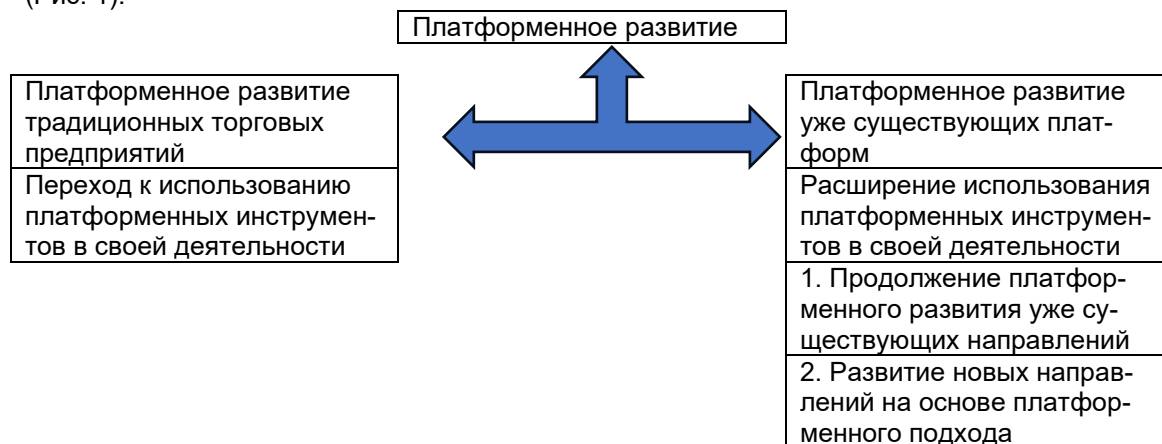 (Рис. 1).
Платформенное развитие
Платформенное развитие
традиционных торговых
предприятий
Переход к использованию
платформенных инструмен-
тов в своей деятельности
Платформенное развитие
уже существующих плат-
форм
Расширение использования
платформенных инструмен-
тов в своей деятельности
1. Продолжение платфор-
менного развития уже су-
ществующих направлений
2. Развитие новых направ-
лений на основе платфор-
менного подхода